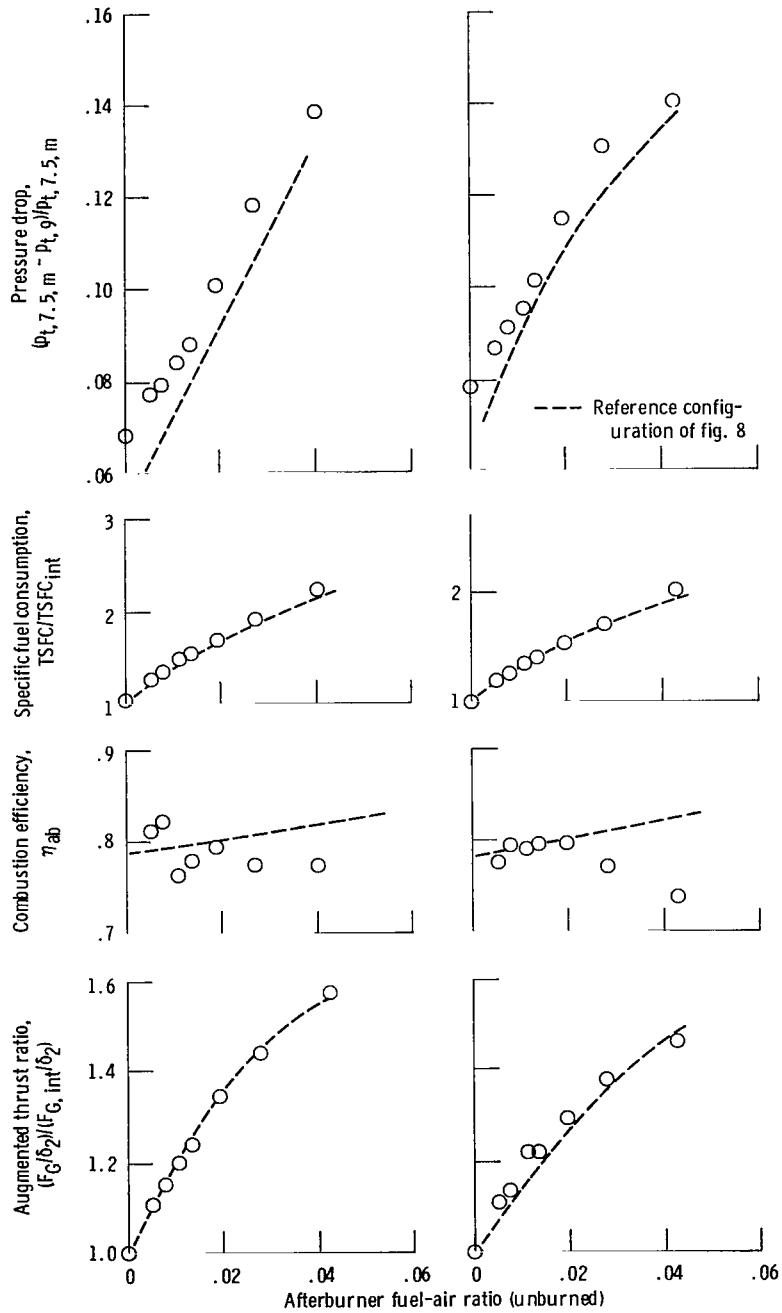 .16
.14
.12
.10
.08
.06
Pressure drop,
(pt, 7.5, m - pt, 9)/pt, 7.5, m
Reference config-
uration of fig. 8
3
2
1
Specific fuel consumption,
TSFC/TSFCint
2
1
.9
.8
.7
Combustion efficiency,
ηab
1.6
1.4
1.2
1.0
Augmented thrust ratio,
(FG/δ2)/(FG, int/δ2)
0
.02
.04
.06
0
.02
.04
.06
Afterburner fuel-air ratio (unburned)